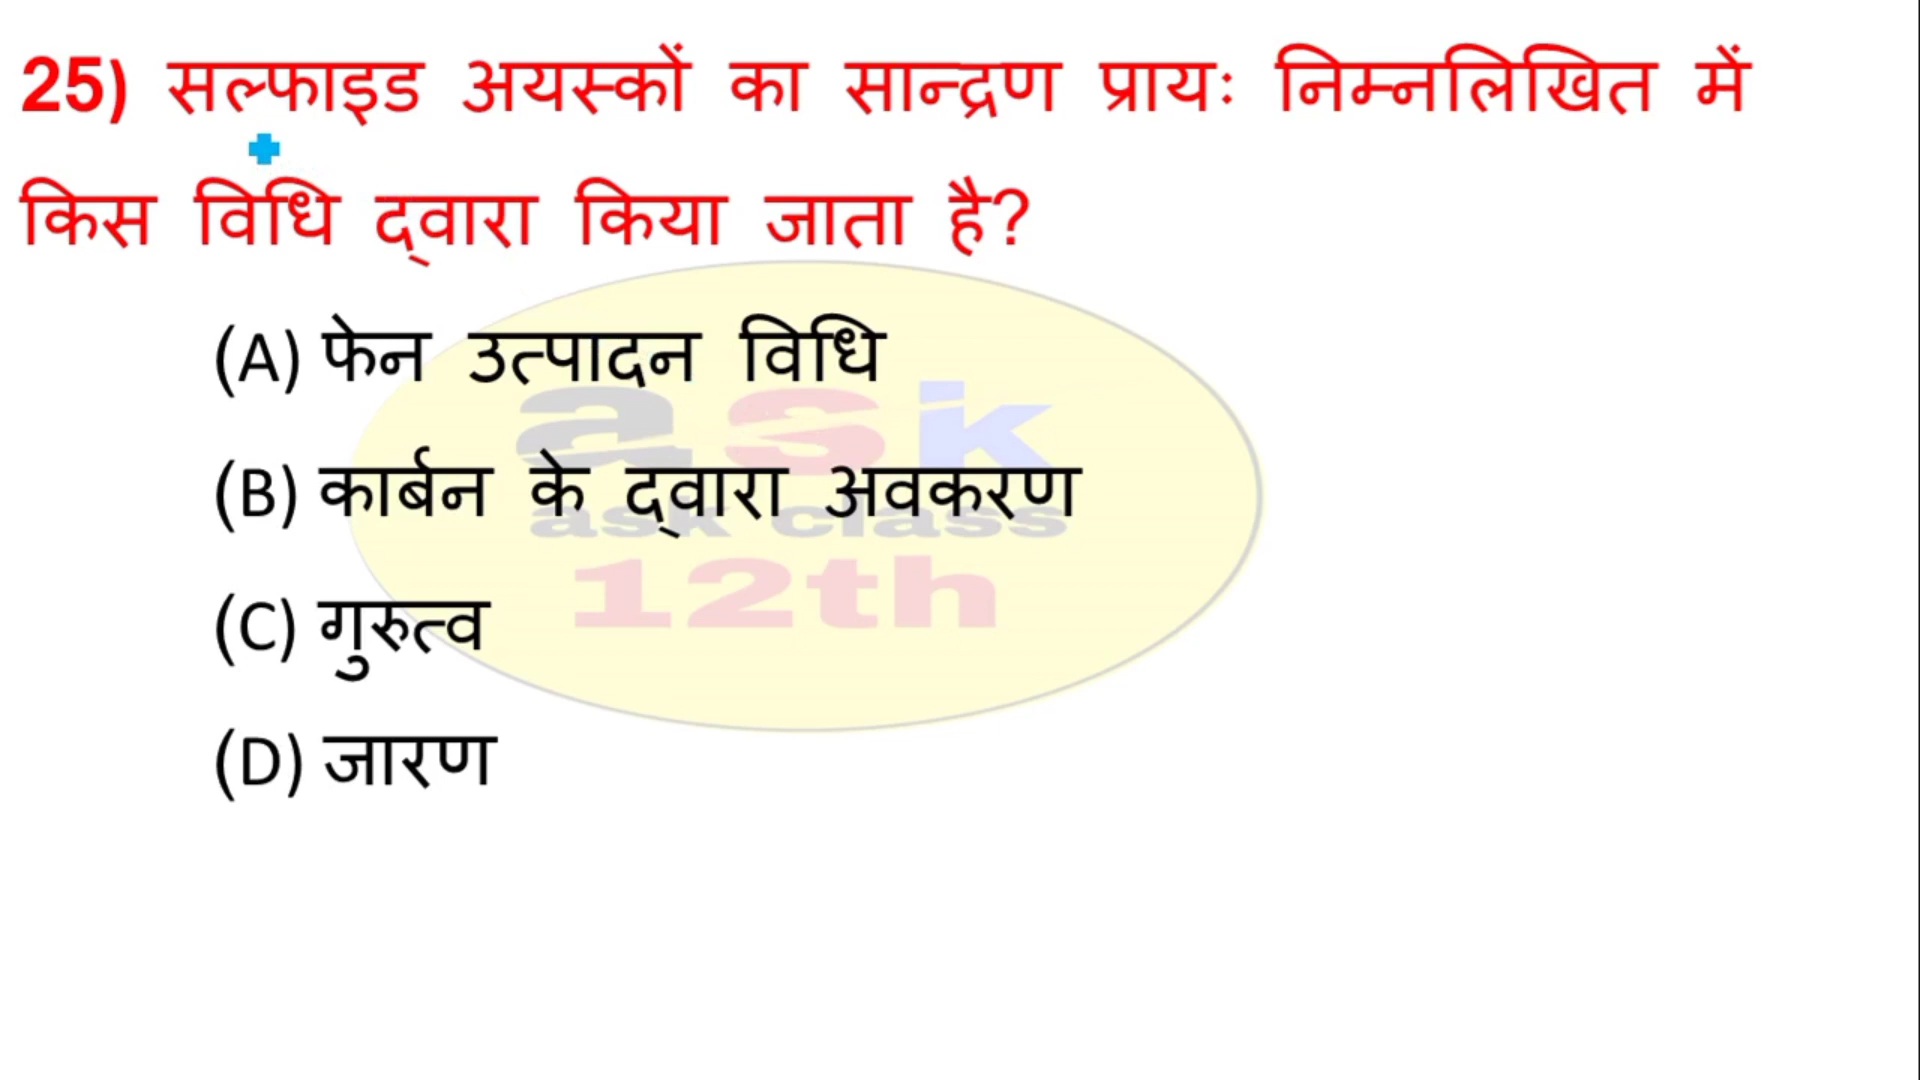 25) सल्फाइड अयस्कों का सान्द्रण प्रायः निम्नलिखित में
किस विधि द्वारा किया जाता है?
(A) फेन उत्पादन विधि
(B) कार्बन के द्वारा अवकरण
(C) गुरुत्व
(D) जारण
ask
ask class
12th